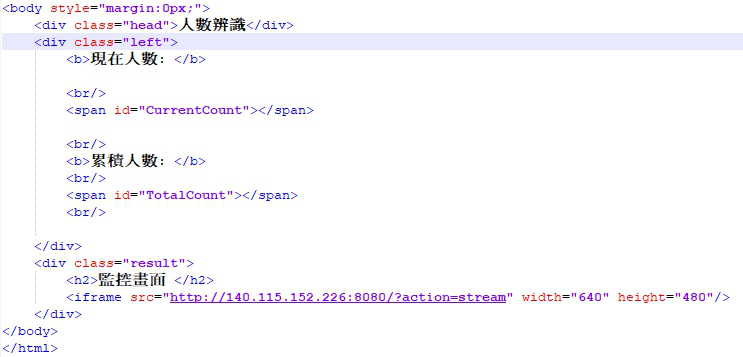 <body style="margin:0px;">
<div class="head">人數辨識</div>
<div class="left">
<b>現在人數: </b>
<br/>
<span id="CurrentCount"></span>
<br/>
<b>累積人數: </b>
<br/>
<span id="TotalCount"></span>
<br/>
</div>
<div class="result">
<h2>監控畫面 </h2>
<iframe src="http://140.115.152.226:8080/?action=stream" width="640" height="480"/>
</div>
</body>
</html>